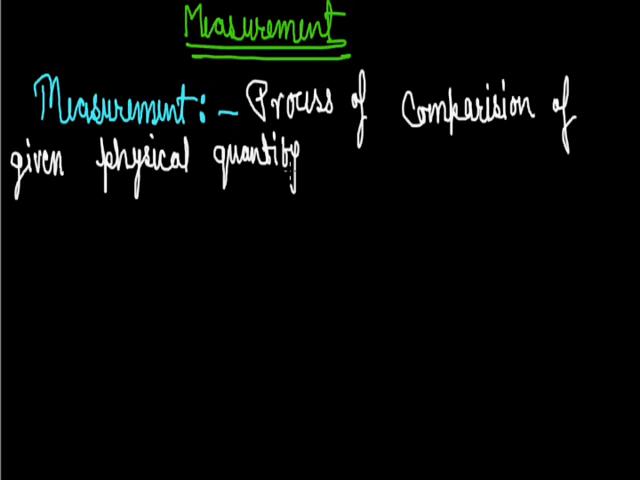 Measurement
Measurement:- Process of Comparision of
given physical quantity